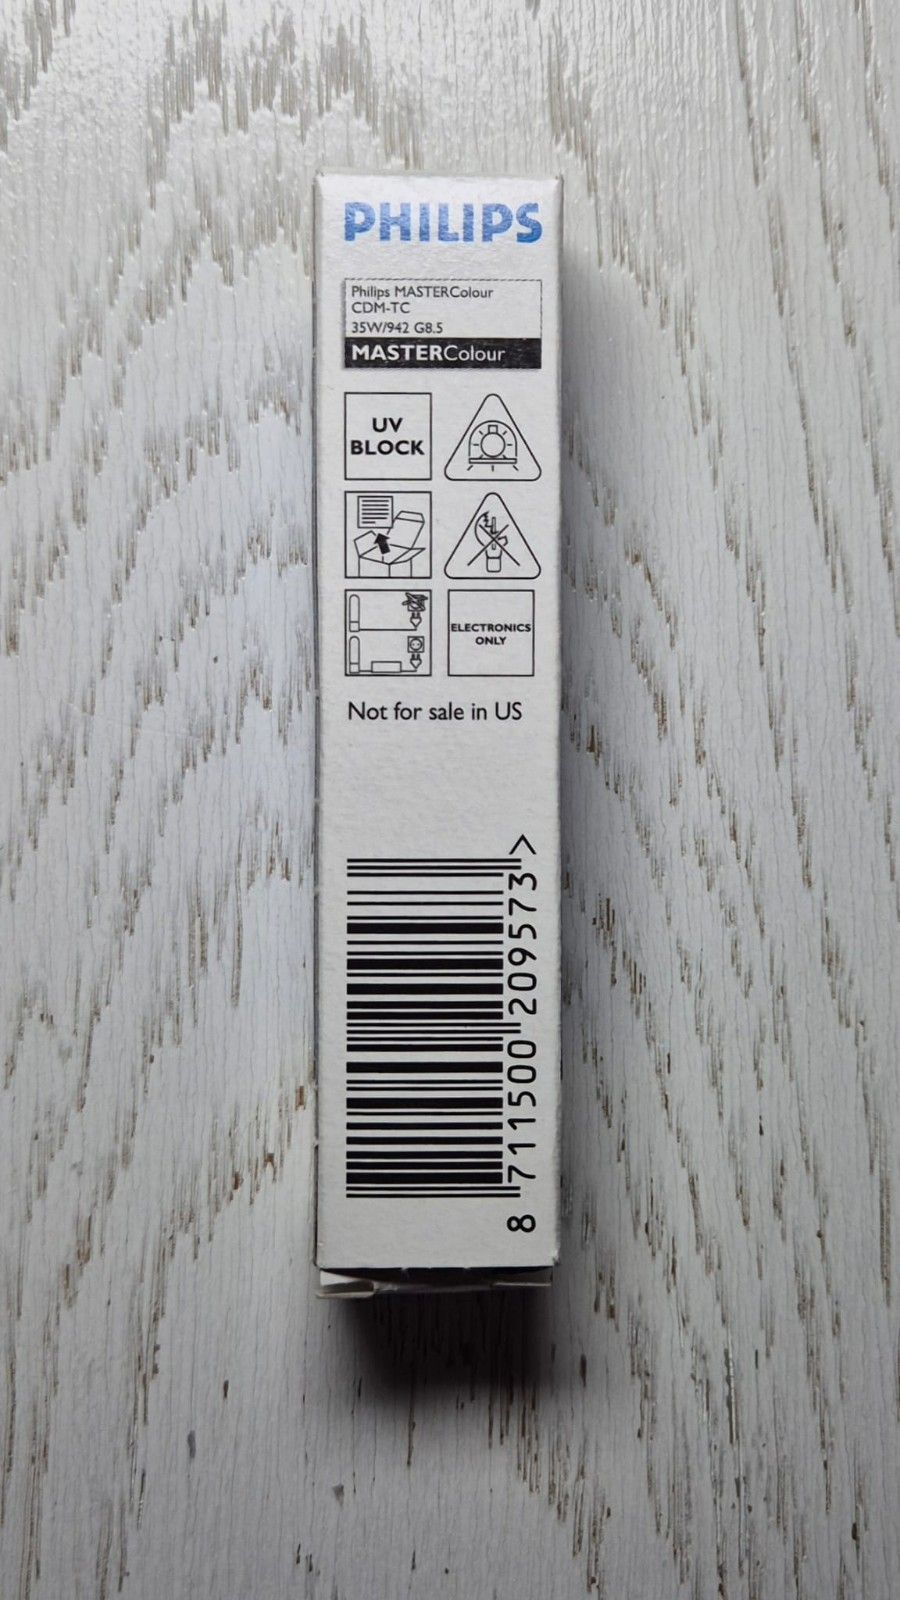 PHILIPS
Philips MASTERColour
CDM-TC
35W/942 G8.5
MASTERColour
UV
BLOCK
ELECTRONICS
ONLY
Not for sale in US
8 711500 209573 >